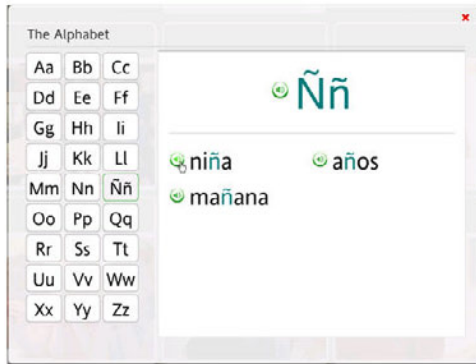 The Alphabet
Aa Bb Cc
Dd Ee Ff
Gg Hh Ii
Jj Kk Ll
Mm Nn Ññ
Oo Pp Qq
Rr Ss Tt
Uu Vv Ww
Xx Yy Zz
Ññ
niña años
mañana